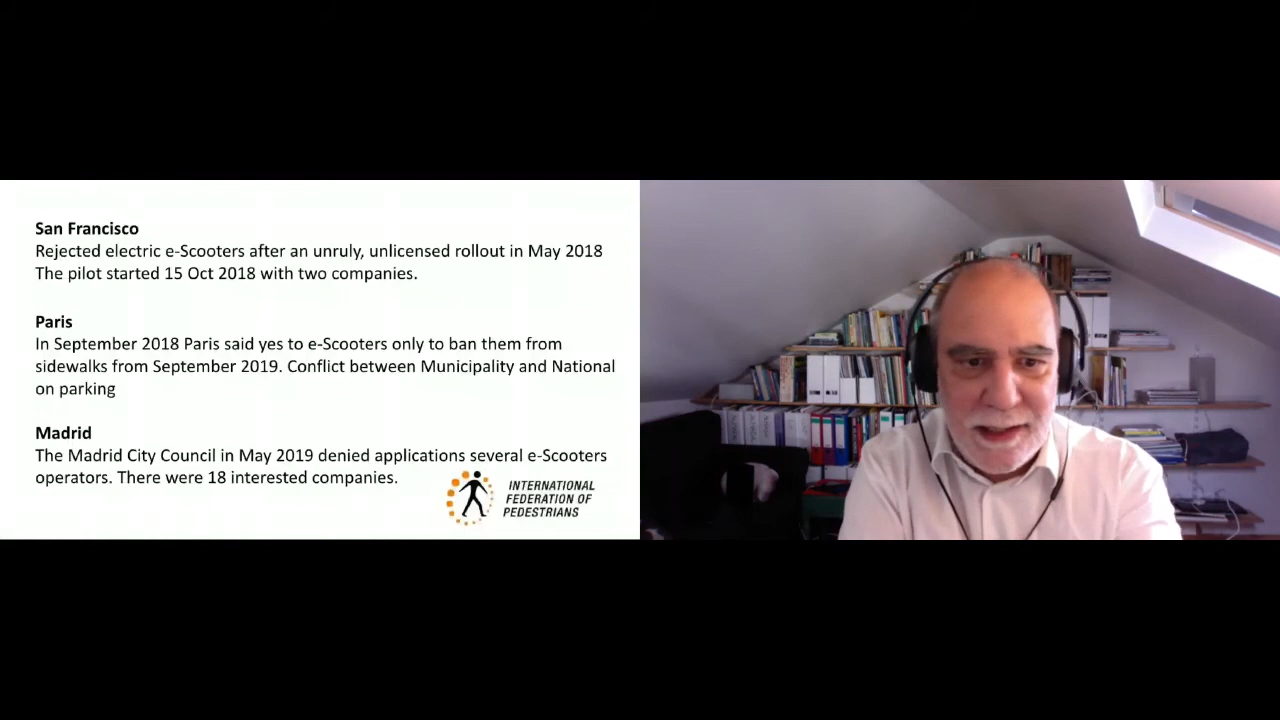 San Francisco
Rejected electric e-Scooters after an unruly, unlicensed rollout in May 2018
The pilot started 15 Oct 2018 with two companies.
Paris
In September 2018 Paris said yes to e-Scooters only to ban them from
sidewalks from September 2019. Conflict between Municipality and National
on parking
Madrid
The Madrid City Council in May 2019 denied applications several e-Scooters
operators. There were 18 interested companies.
INTERNATIONAL
FEDERATION OF
PEDESTRIANS